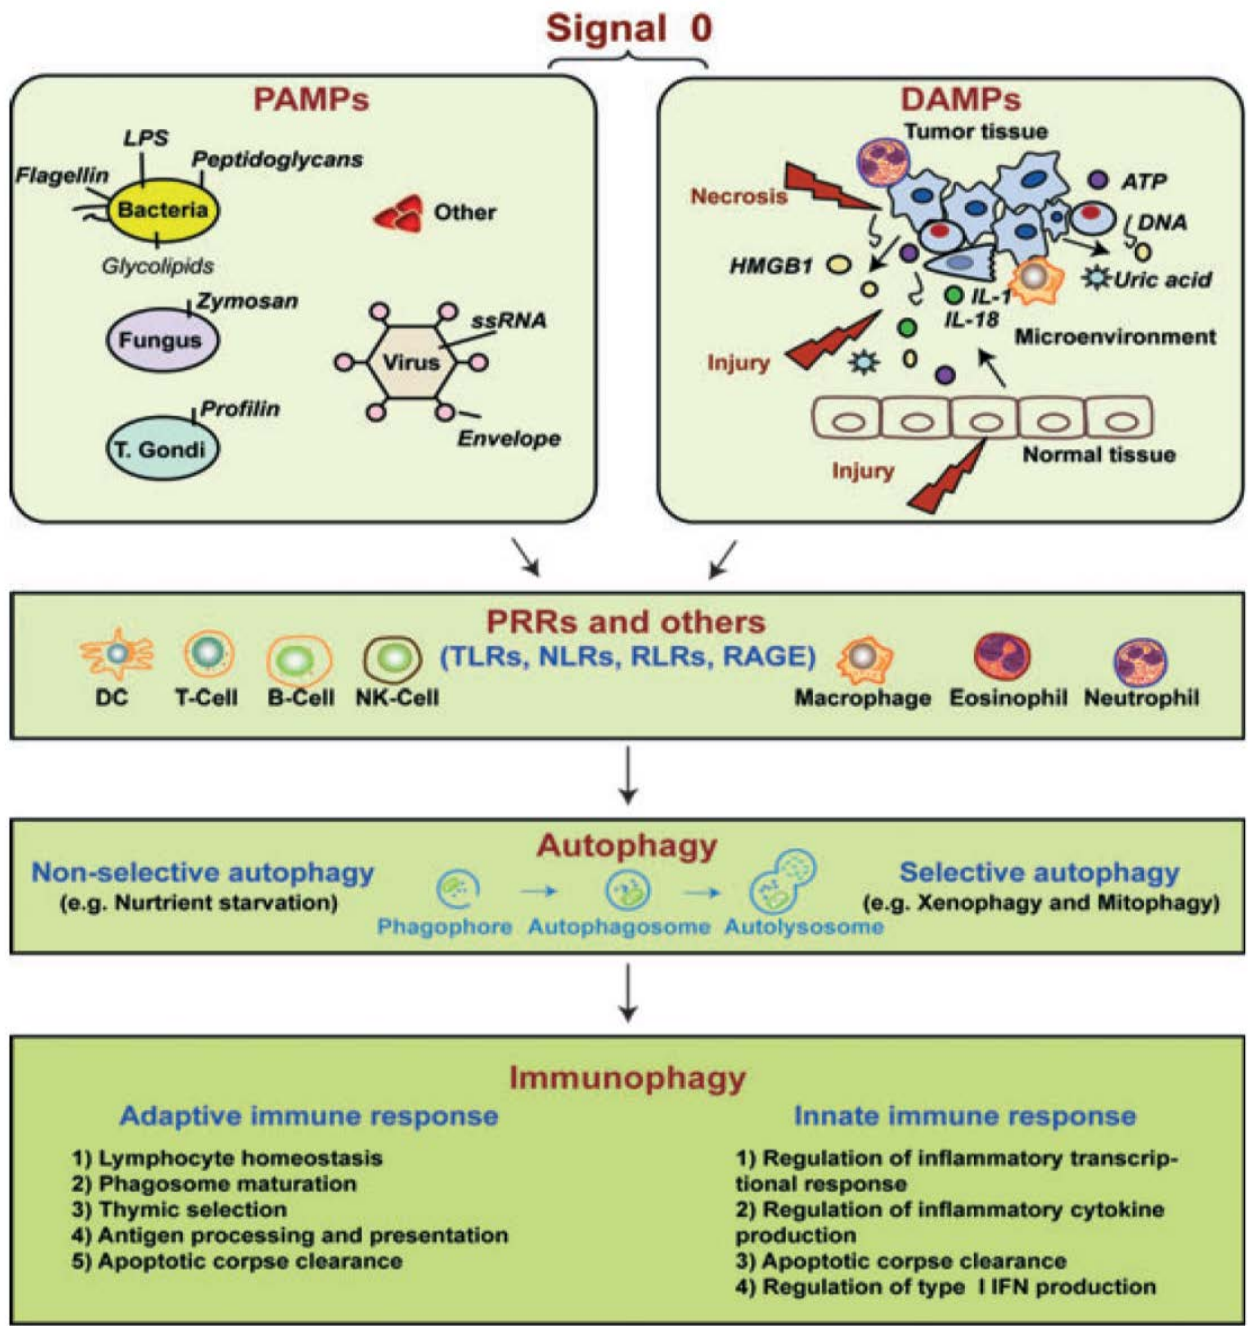 Signal 0
PAMPs
LPS
Peptidoglycans
Flagellin
Bacteria
Glycolipids
Other
Zymosan
Fungus
ssRNA
Virus
Profilin
T. Gondi
Envelope
DAMPs
Tumor tissue
Necrosis
ATP
DNA
HMGB1
Uric acid
IL-1
IL-18
Microenvironment
Injury
Normal tissue
Injury
PRRs and others
(TLRs, NLRs, RLRs, RAGE)
DC
T-Cell
B-Cell
NK-Cell
Macrophage
Eosinophil
Neutrophil
Autophagy
Non-selective autophagy
(e.g. Nurtrient starvation)
Phagophore
Autophagosome
Autolysosome
Selective autophagy
(e.g. Xenophagy and Mitophagy)
Immunophagy
Adaptive immune response
1) Lymphocyte homeostasis
2) Phagosome maturation
3) Thymic selection
4) Antigen processing and presentation
5) Apoptotic corpse clearance
Innate immune response
1) Regulation of inflammatory transcrip-
tional response
2) Regulation of inflammatory cytokine
production
3) Apoptotic corpse clearance
4) Regulation of type I IFN production